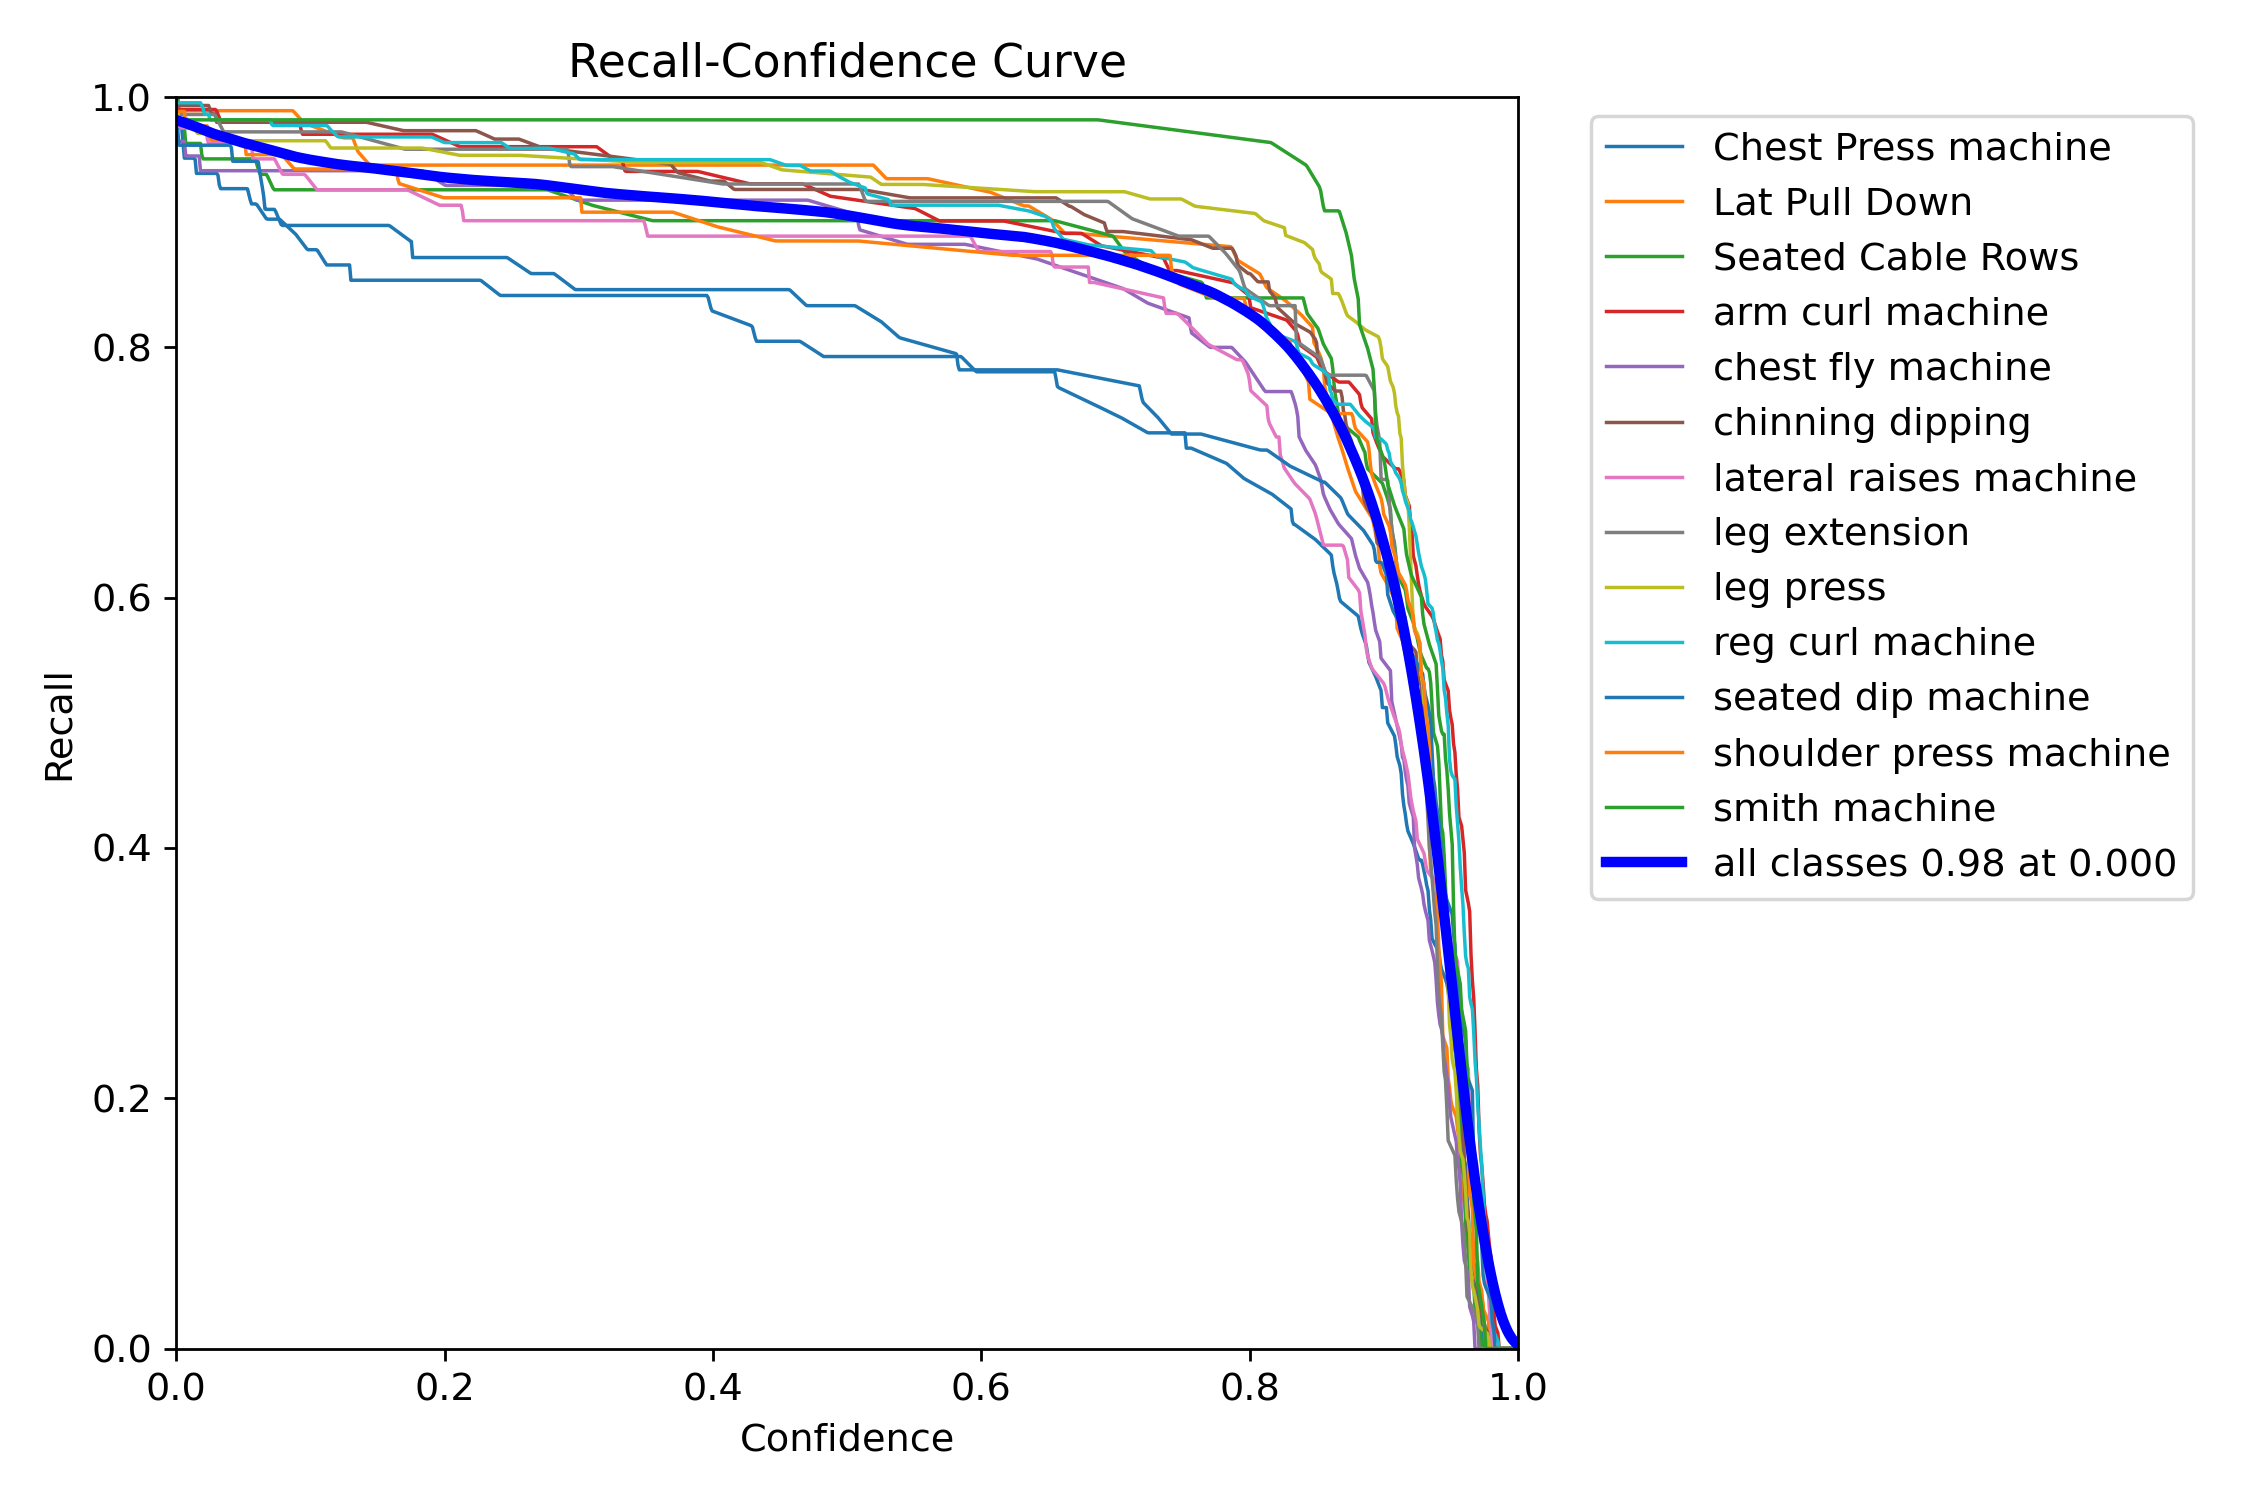 Recall-Confidence Curve
1.0
0.8
0.6
0.4
0.2
0.0
Recall
0.0 0.2 0.4 0.6 0.8 1.0
Confidence
Chest Press machine
Lat Pull Down
Seated Cable Rows
arm curl machine
chest fly machine
chinning dipping
lateral raises machine
leg extension
leg press
reg curl machine
seated dip machine
shoulder press machine
smith machine
all classes 0.98 at 0.000